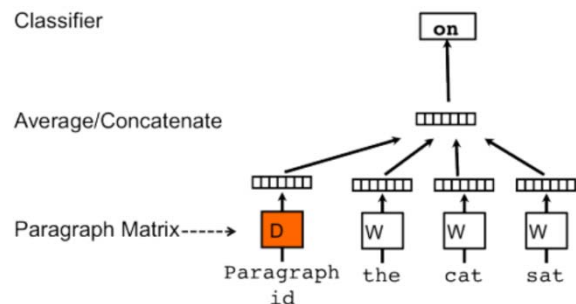 Classifier
on
Average/Concatenate
Paragraph Matrix
D
W
W
W
Paragraph
id
the
cat
sat